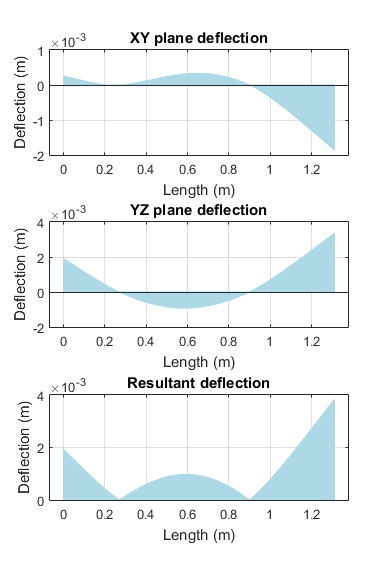 XY plane deflection
×10⁻³
1
0
-1
-2
Deflection (m)
0 0.2 0.4 0.6 0.8 1 1.2
Length (m)
YZ plane deflection
×10⁻³
4
2
0
-2
Deflection (m)
0 0.2 0.4 0.6 0.8 1 1.2
Length (m)
Resultant deflection
×10⁻³
4
2
0
Deflection (m)
0 0.2 0.4 0.6 0.8 1 1.2
Length (m)